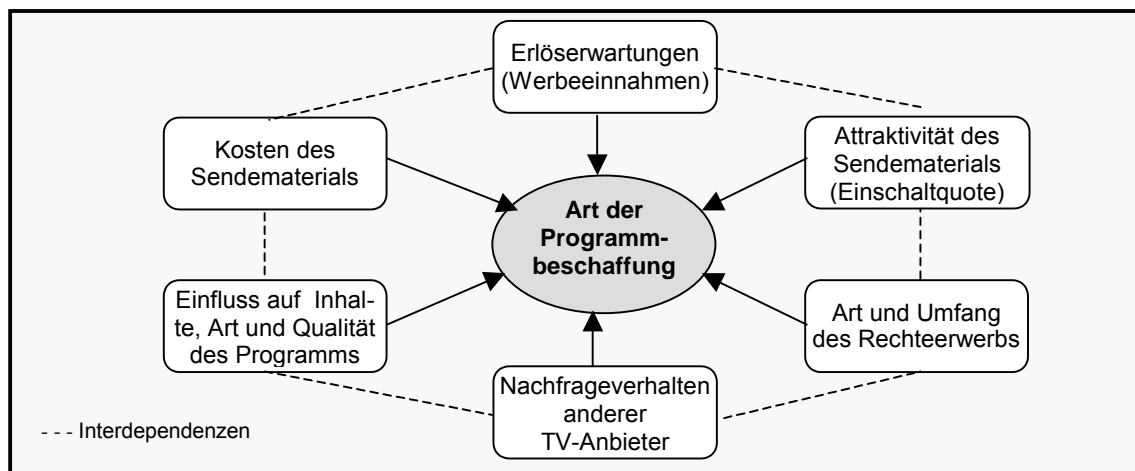 Erlöserwartungen
(Werbeeinnahmen)
Kosten des
Sendematerials
Attraktivität des
Sendematerials
(Einschaltquote)
Art der
Programm-
beschaffung
Einfluss auf Inhal-
te, Art und Qualität
des Programms
Art und Umfang
des Rechteerwerbs
Nachfrageverhalten
anderer
TV-Anbieter
- - - Interdependenzen